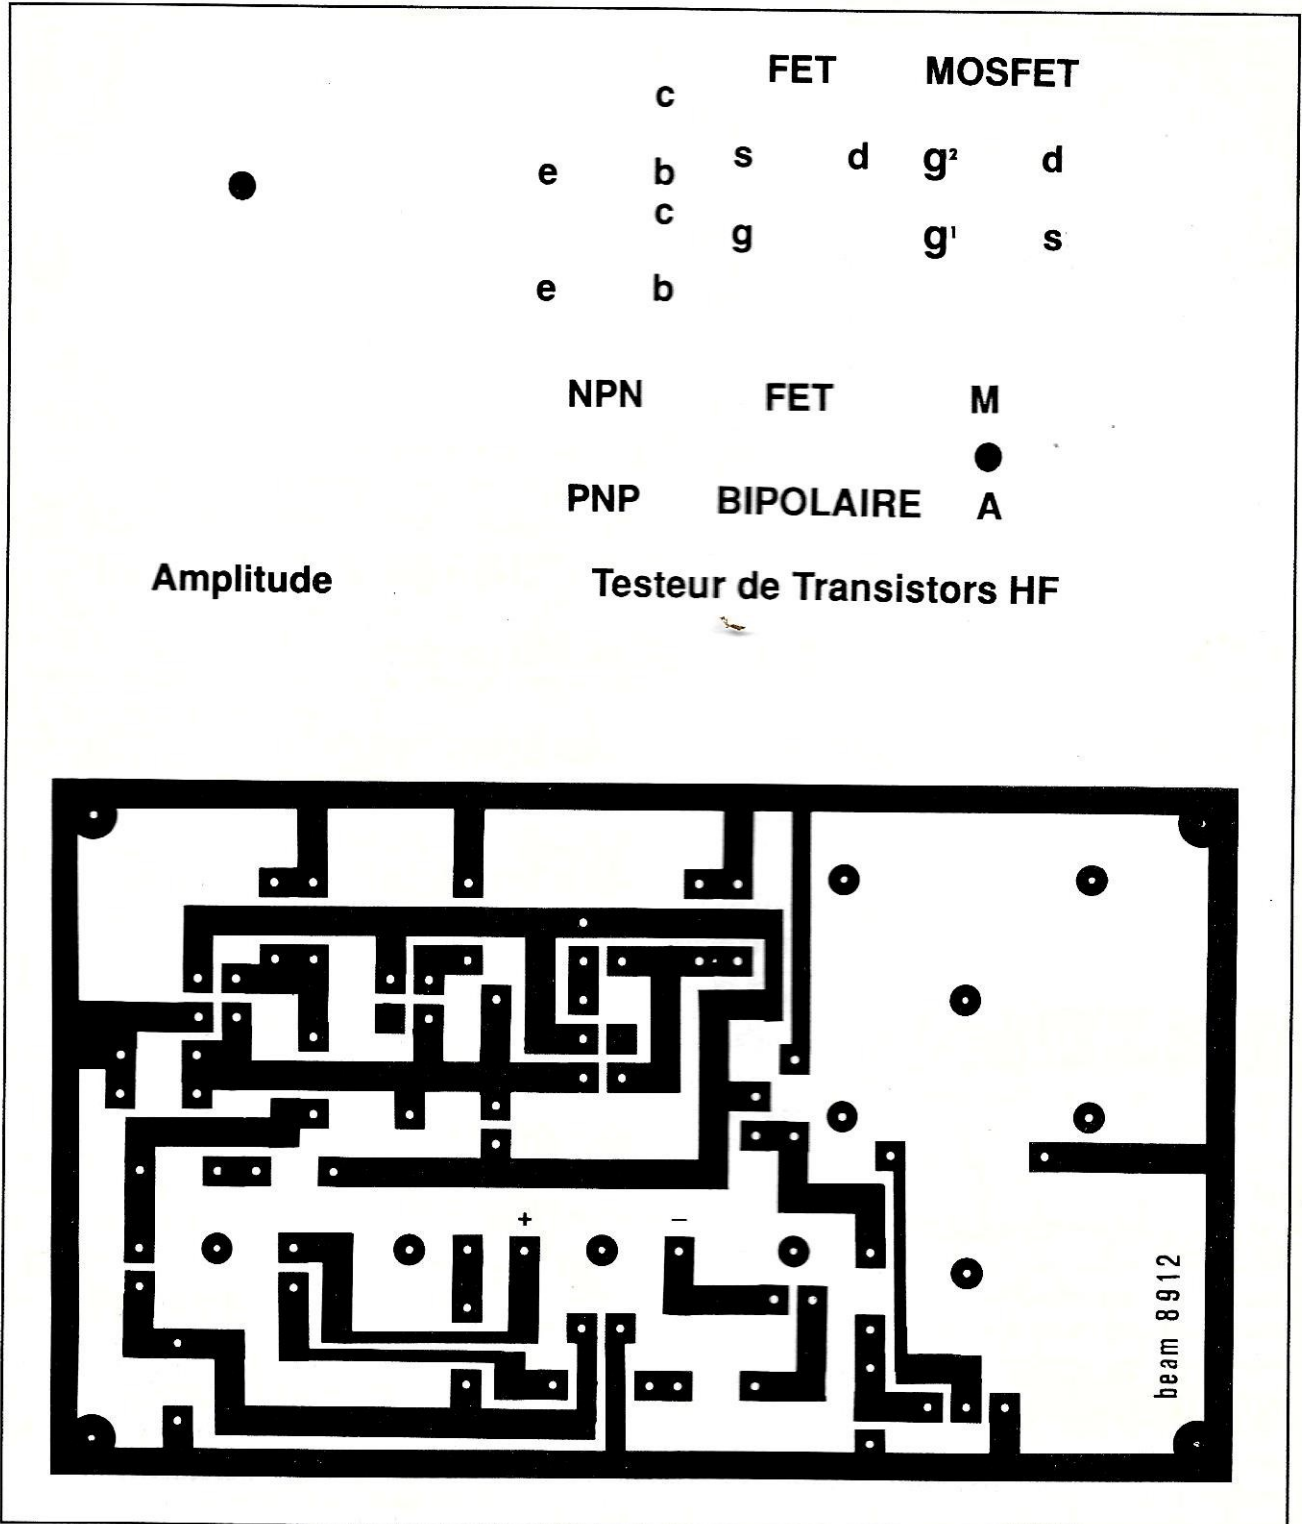 FET MOSFET
c
s d g² d
e b
c
g g¹ s
e b
NPN FET M
PNP BIPOLAIRE A
Amplitude Testeur de Transistors HF
+ −
beam 8912